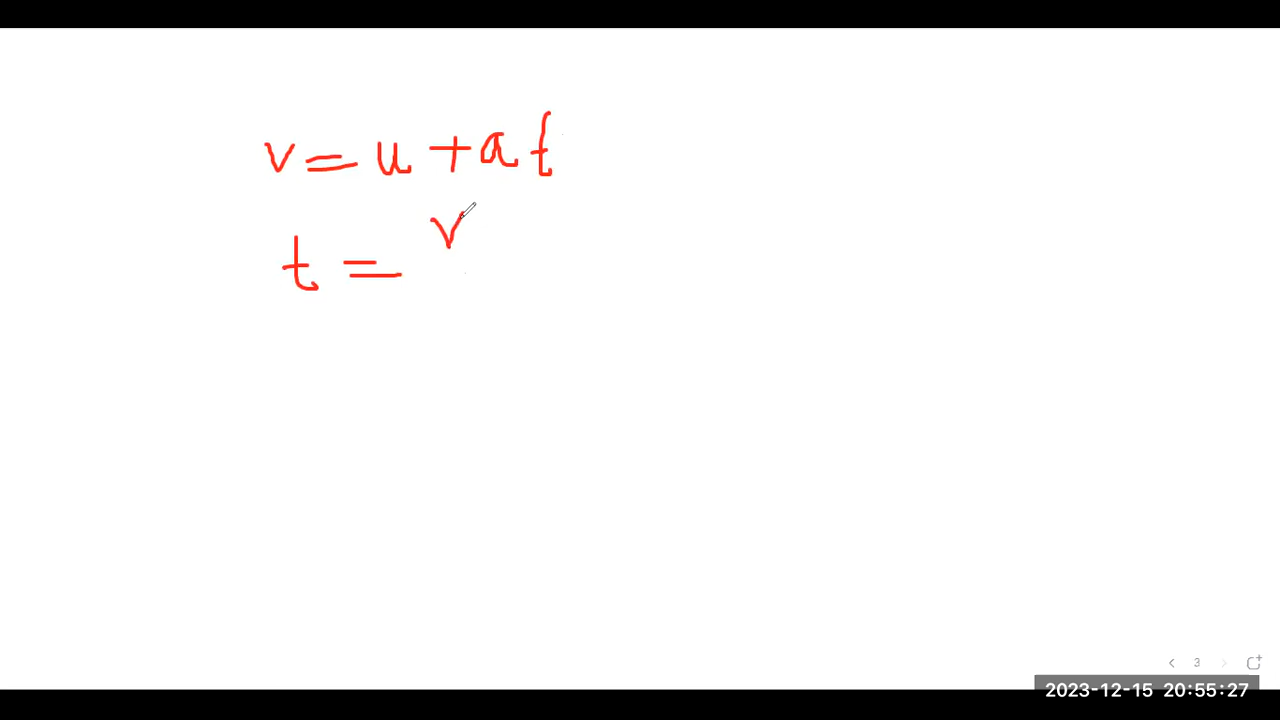 v = u + at
t = v
3
2023-12-15 20:55:27